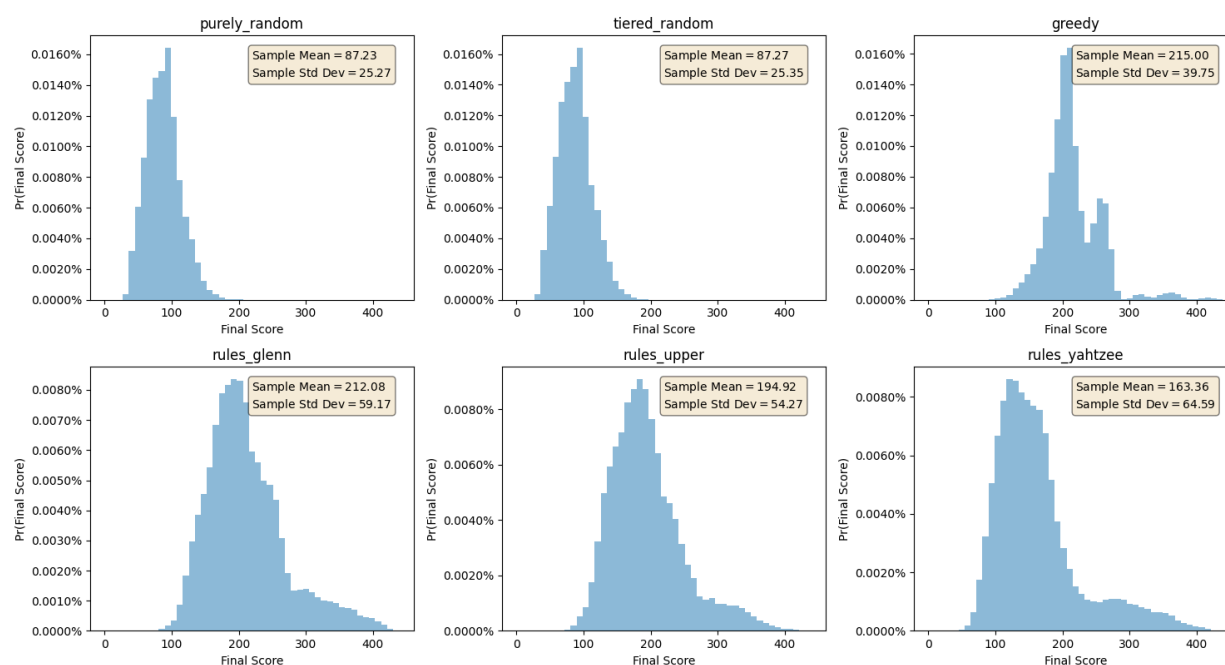 purely_random
0.0160%
0.0140%
0.0120%
0.0100%
0.0080%
0.0060%
0.0040%
0.0020%
0.0000%
Pr(Final Score)
0 100 200 300 400
Final Score
Sample Mean = 87.23
Sample Std Dev = 25.27
tiered_random
0.0160%
0.0140%
0.0120%
0.0100%
0.0080%
0.0060%
0.0040%
0.0020%
0.0000%
Pr(Final Score)
0 100 200 300 400
Final Score
Sample Mean = 87.27
Sample Std Dev = 25.35
greedy
0.0160%
0.0140%
0.0120%
0.0100%
0.0080%
0.0060%
0.0040%
0.0020%
0.0000%
Pr(Final Score)
0 100 200 300 400
Final Score
Sample Mean = 215.00
Sample Std Dev = 39.75
rules_glenn
0.0080%
0.0070%
0.0060%
0.0050%
0.0040%
0.0030%
0.0020%
0.0010%
0.0000%
Pr(Final Score)
0 100 200 300 400
Final Score
Sample Mean = 212.08
Sample Std Dev = 59.17
rules_upper
0.0080%
0.0060%
0.0040%
0.0020%
0.0000%
Pr(Final Score)
0 100 200 300 400
Final Score
Sample Mean = 194.92
Sample Std Dev = 54.27
rules_yahtzee
0.0080%
0.0060%
0.0040%
0.0020%
0.0000%
Pr(Final Score)
0 100 200 300 400
Final Score
Sample Mean = 163.36
Sample Std Dev = 64.59